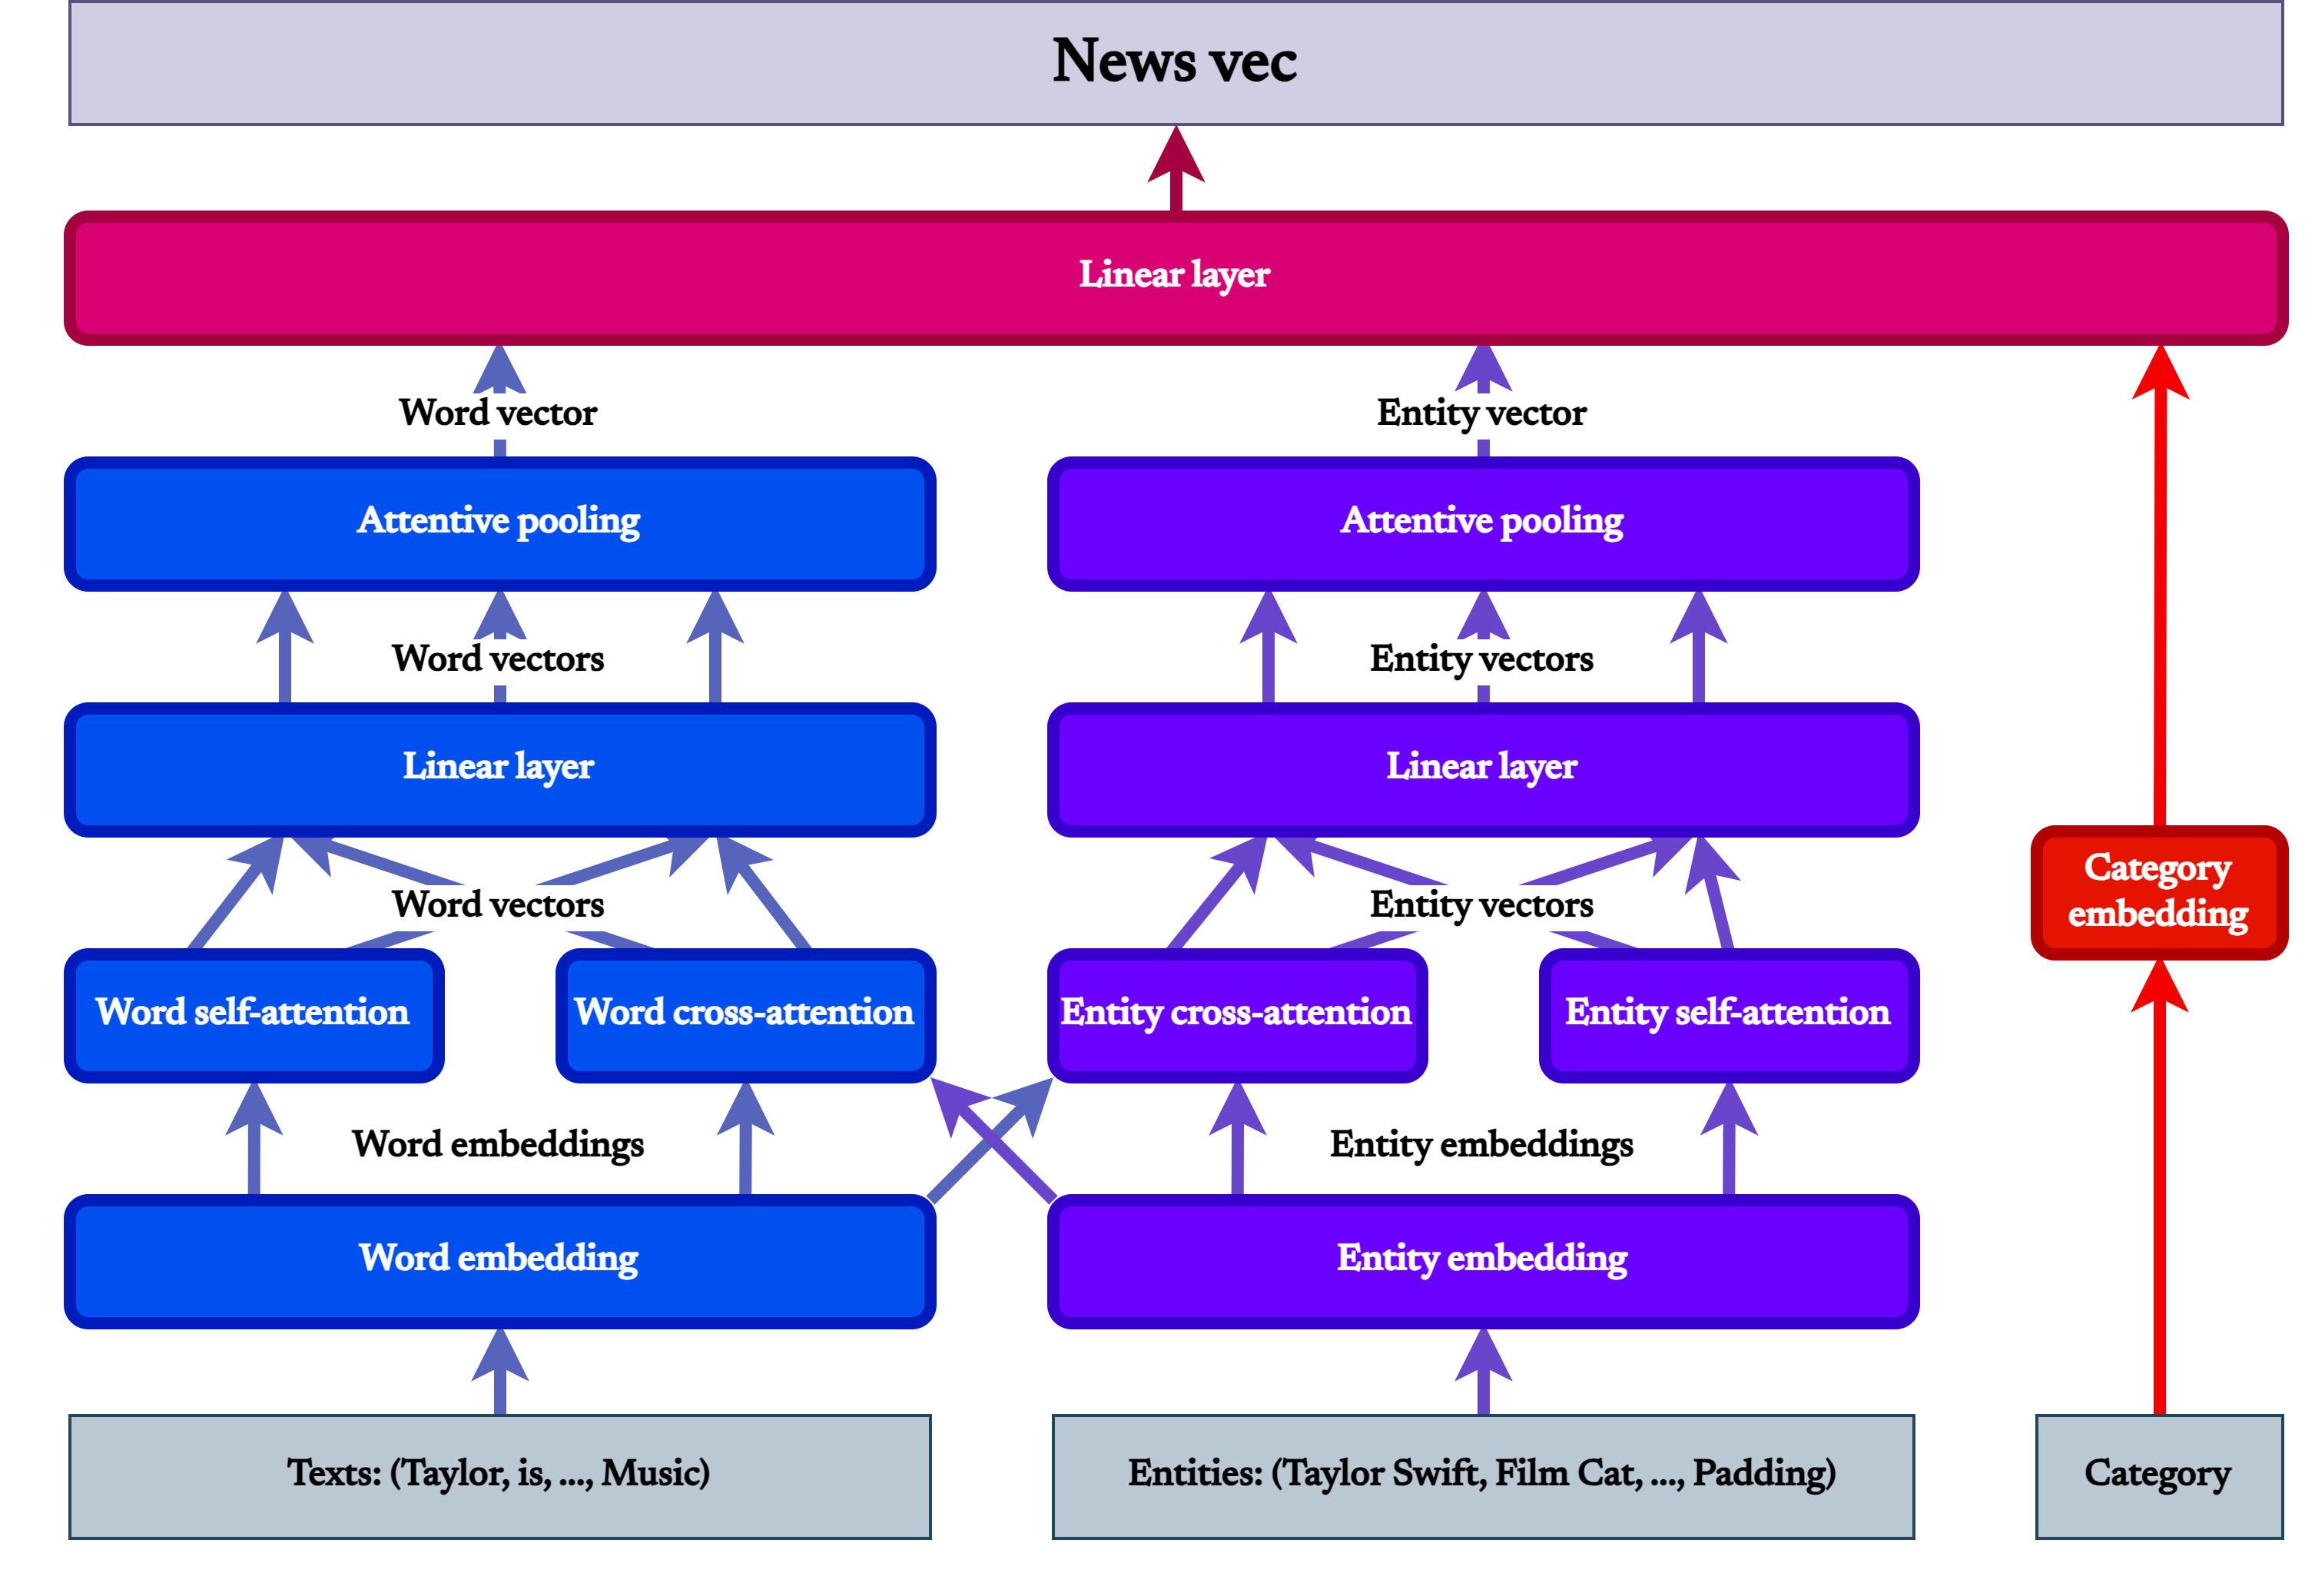 News vec
Linear layer
Word vector
Entity vector
Attentive pooling
Attentive pooling
Word vectors
Entity vectors
Linear layer
Linear layer
Category
embedding
Word vectors
Entity vectors
Word self-attention
Word cross-attention
Entity cross-attention
Entity self-attention
Word embeddings
Entity embeddings
Word embedding
Entity embedding
Texts: (Taylor, is, ..., Music)
Entities: (Taylor Swift, Film Cat, ..., Padding)
Category